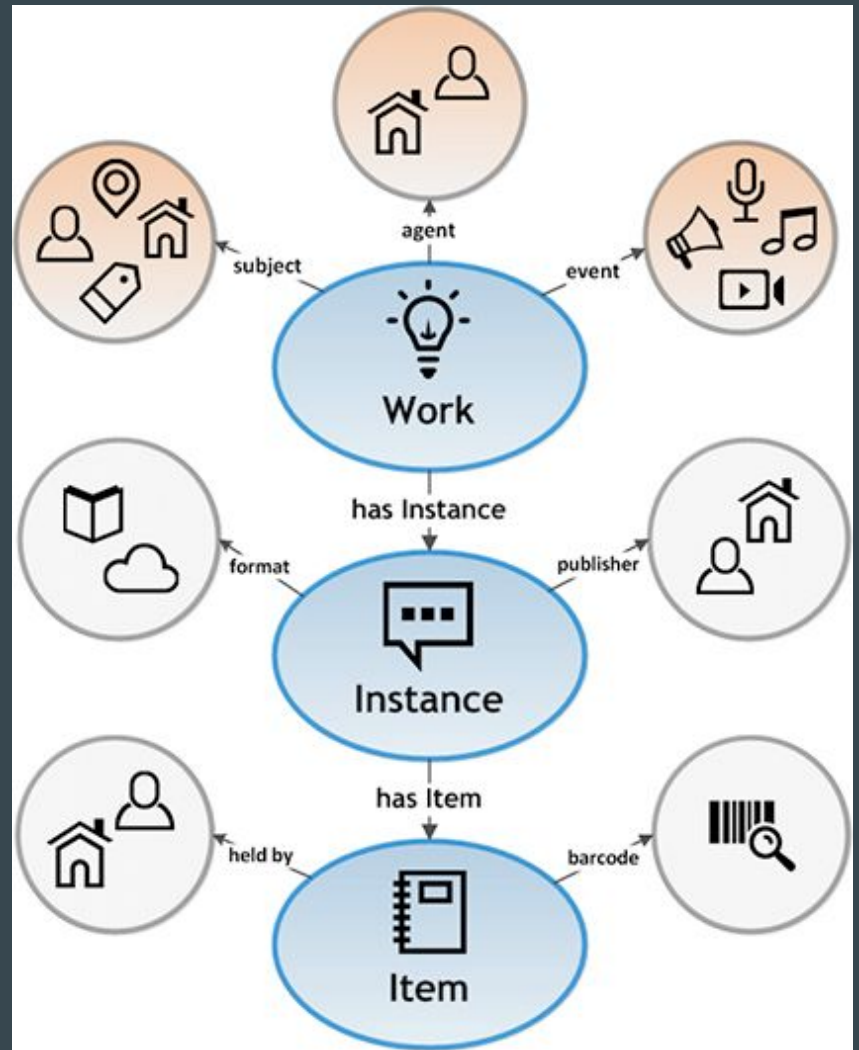 agent
subject
event
Work
has Instance
format
publisher
Instance
has Item
held by
barcode
Item